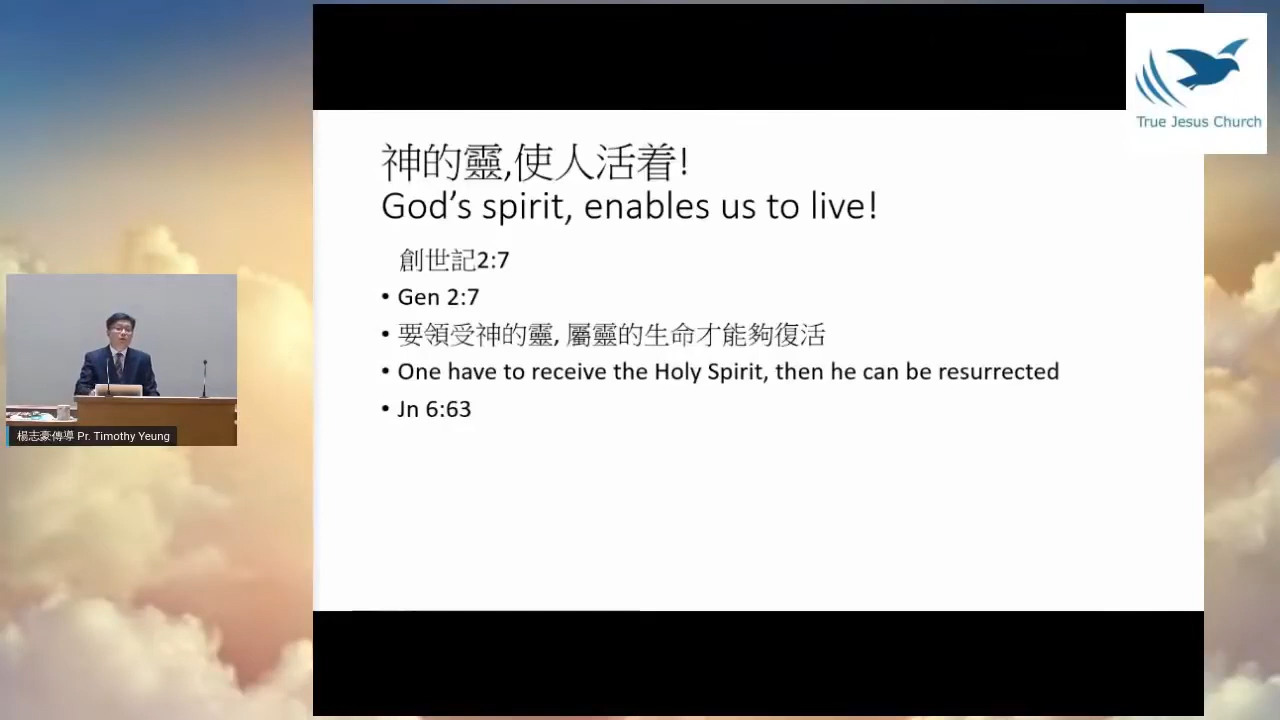 True Jesus Church
神的靈,使人活着!
God's spirit, enables us to live!
創世記2:7
• Gen 2:7
• 要領受神的靈, 屬靈的生命才能夠復活
• One have to receive the Holy Spirit, then he can be resurrected
• Jn 6:63
楊志豪傳導 Pr. Timothy Yeung